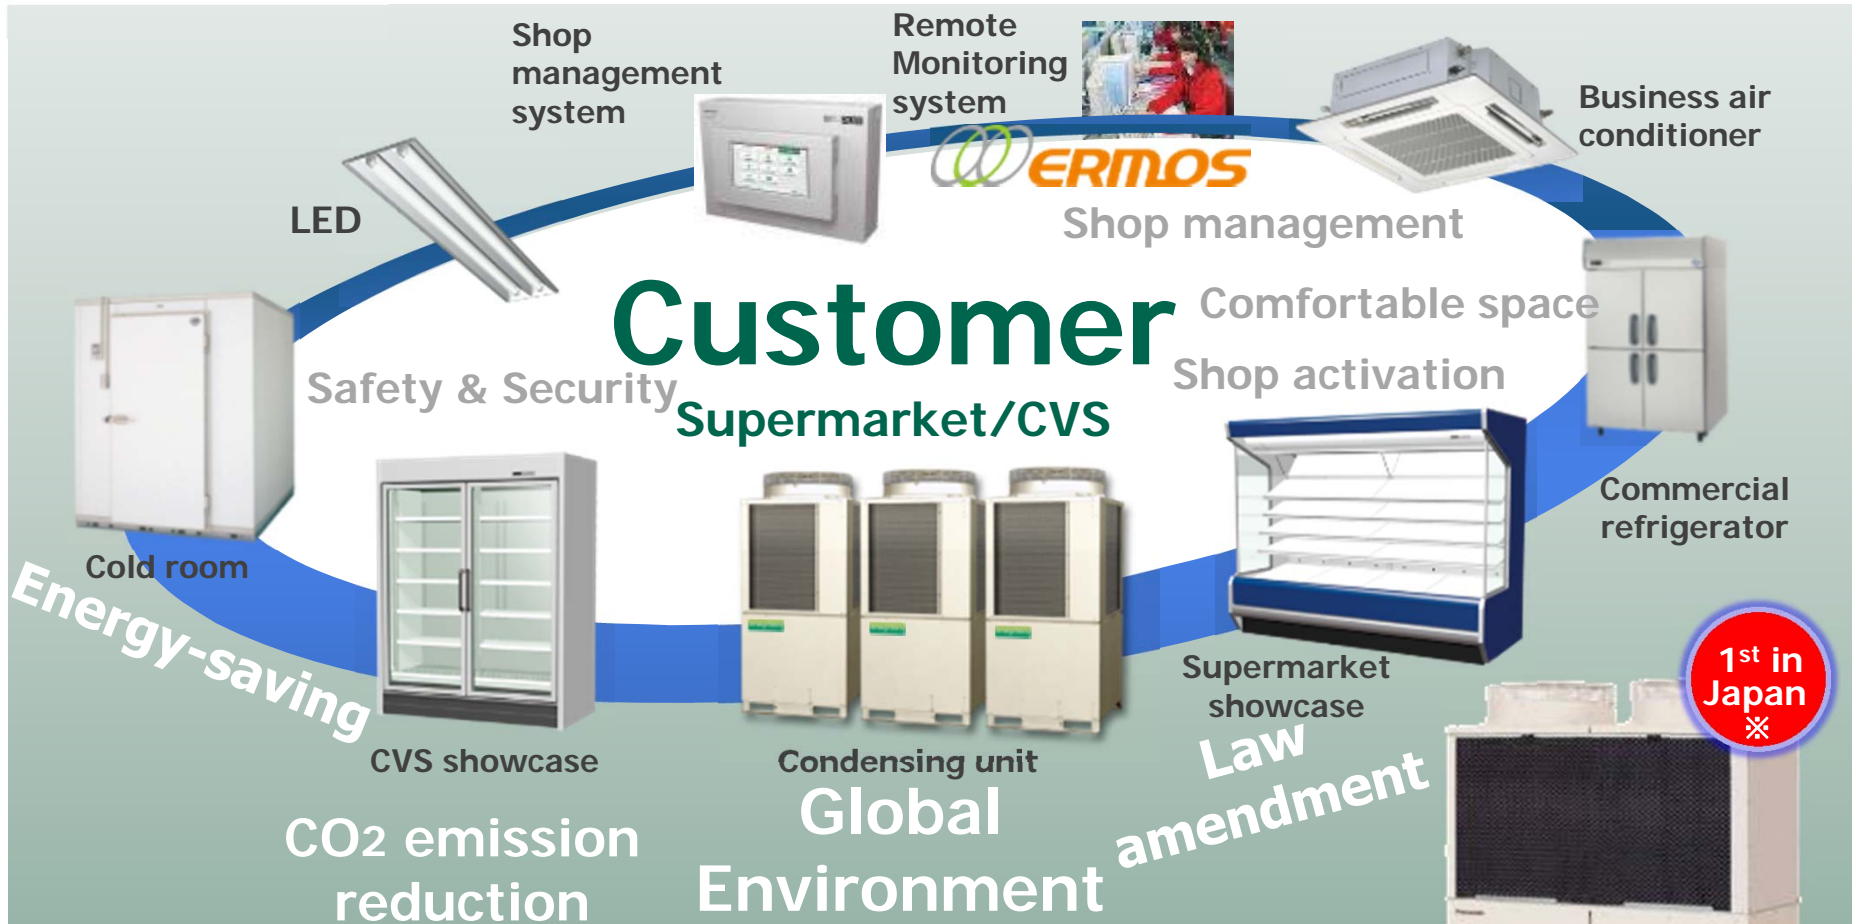 Shop
management
system
Remote
Monitoring
system
ERMOS
Business air
conditioner
LED
Shop management
Customer
Comfortable space
Safety & Security
Shop activation
Supermarket/CVS
Commercial
refrigerator
Cold room
Energy-saving
Supermarket
showcase
1st in
Japan
※
CVS showcase
Condensing unit
Law
amendment
Global
Environment
CO2 emission
reduction
Panasonic